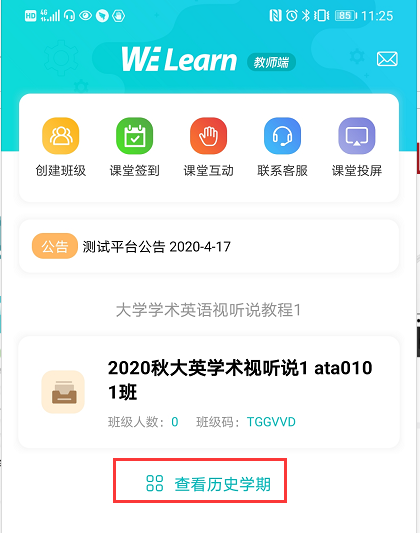 HD 4G 85 11:25
WE Learn 教师端
创建班级 课堂签到 课堂互动 联系客服 课堂投屏
公告 测试平台公告 2020-4-17
大学学术英语视听说教程1
2020秋大英学术视听说1 ata010
1班
班级人数：0 班级码：TGGVVD
查看历史学期